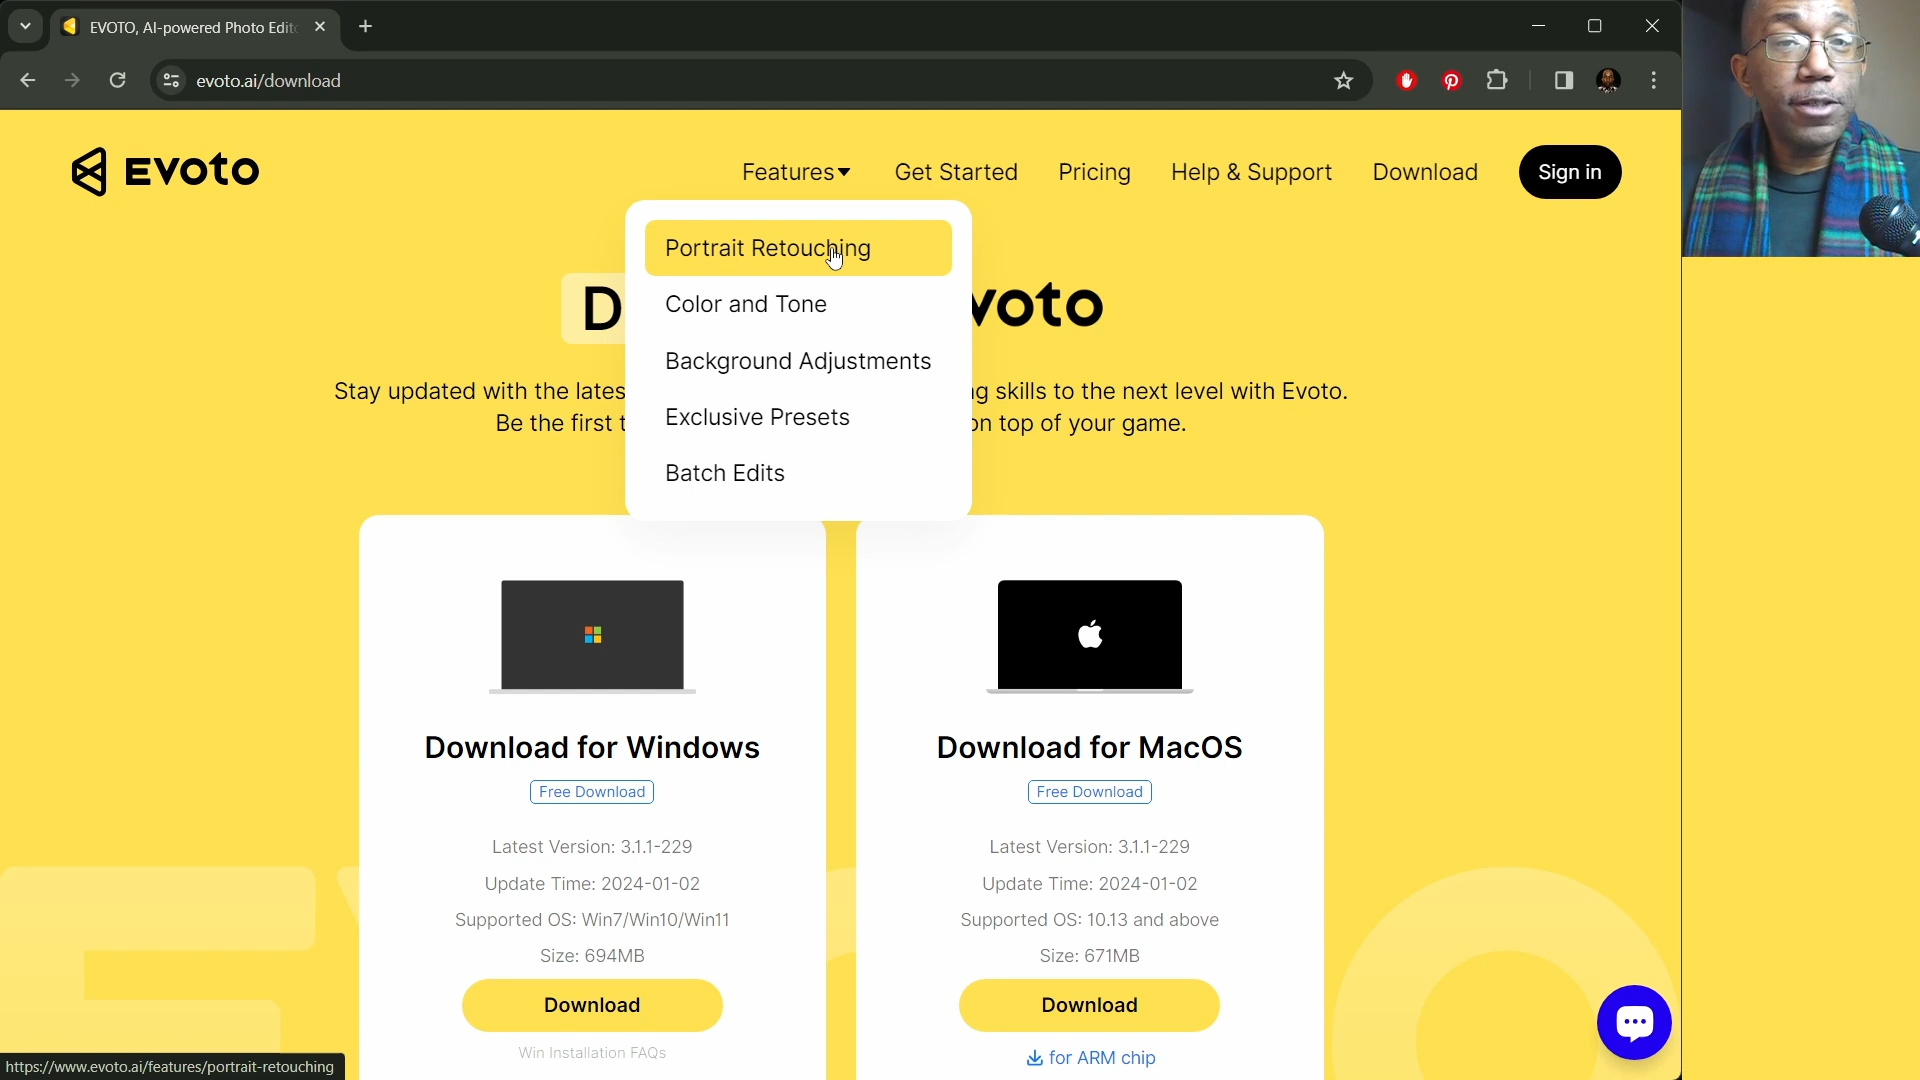 EVOTO, AI-powered Photo Edit
evoto.ai/download
EVOTO
Features Get Started Pricing Help & Support Download Sign in
Portrait Retouching
Color and Tone
Background Adjustments
Exclusive Presets
Batch Edits
D voto
Stay updated with the lates g skills to the next level with Evoto.
Be the first t on top of your game.
Download for Windows
Free Download
Latest Version: 3.1.1-229
Update Time: 2024-01-02
Supported OS: Win7/Win10/Win11
Size: 694MB
Download
Win Installation FAQs
Download for MacOS
Free Download
Latest Version: 3.1.1-229
Update Time: 2024-01-02
Supported OS: 10.13 and above
Size: 671MB
Download
for ARM chip
https://www.evoto.ai/features/portrait-retouching